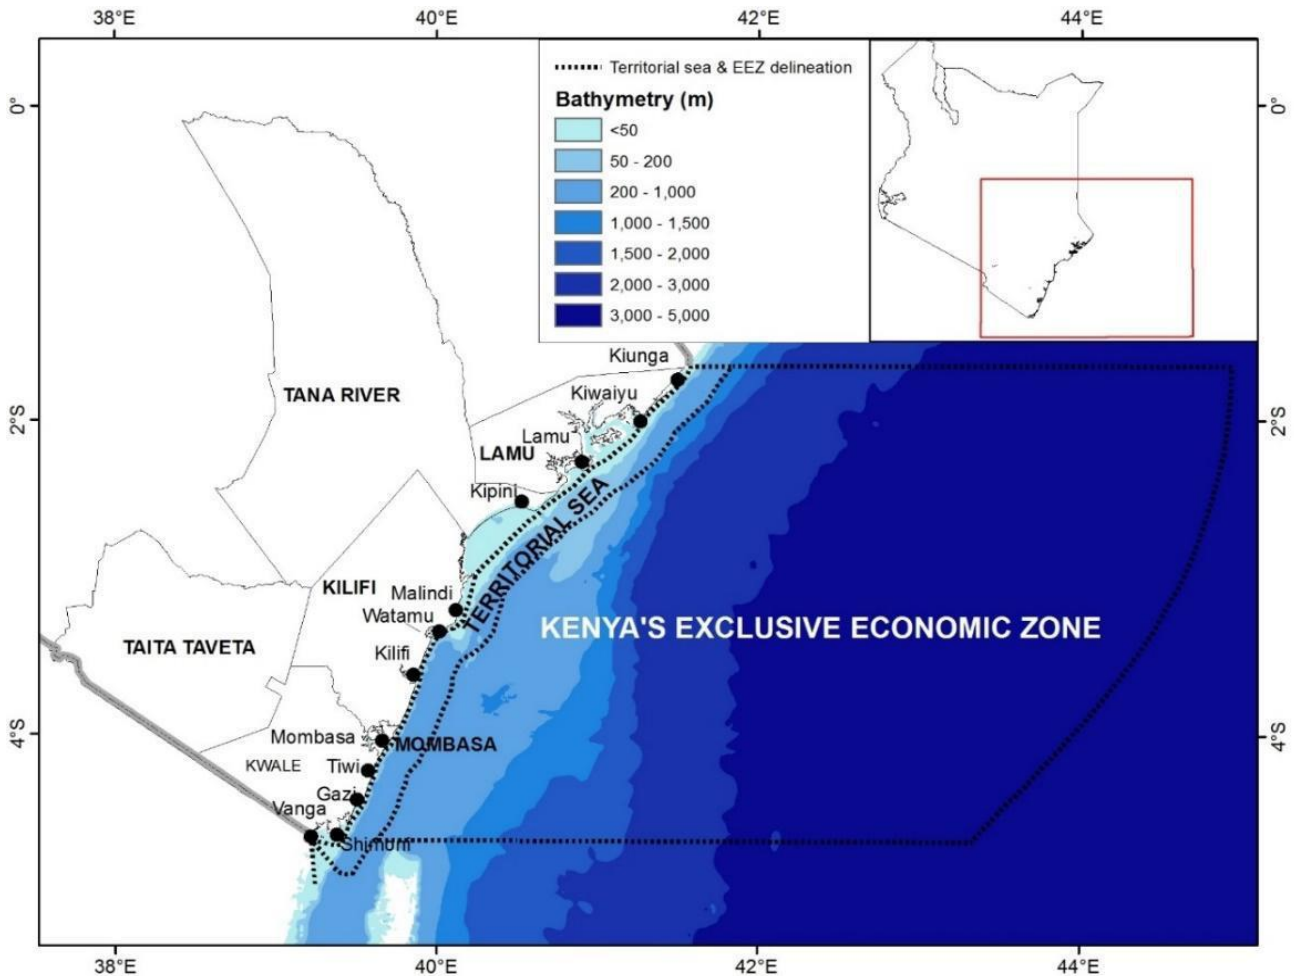 38°S
40°S
42°S
44°S
Territorial sea & EEZ delineation
Bathymetry (m)
<50
50 - 200
200 - 1,000
1,000 - 1,500
1,500 - 2,000
2,000 - 3,000
3,000 - 5,000
0°
0°
Kiunga
Kiwaiyu
TANA RIVER
2°S
2°S
Lamu
LAMU
Kipini
TERRITORIAL SEA
KILIFI
Malindi
Watamu
KENYA'S EXCLUSIVE ECONOMIC ZONE
TAITA TAVETA
Kilifi
4°S
4°S
Mombasa
MOMBASA
KWALE
Tiwi
Gazi
Vanga
Shimoni
38°E
40°E
42°E
44°E